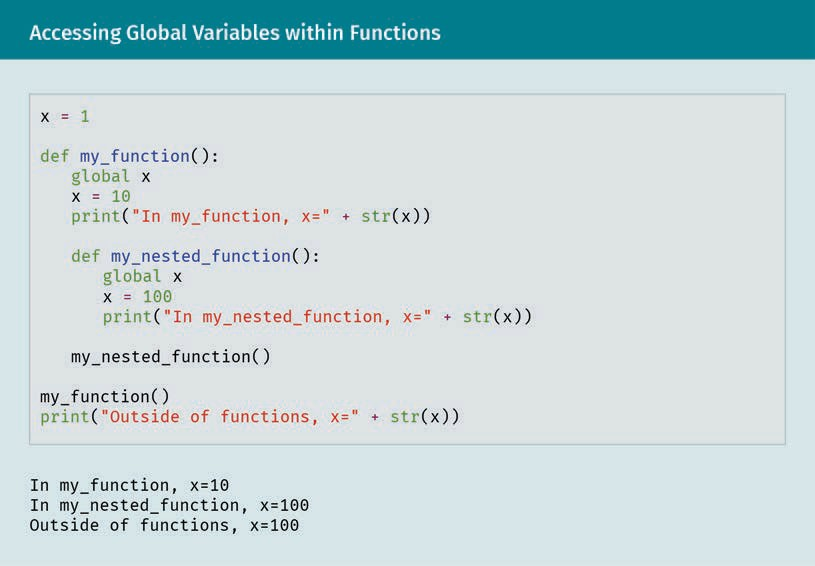 Accessing Global Variables within Functions
x = 1
def my_function():
    global x
    x = 10
    print("In my_function, x=" + str(x))
    def my_nested_function():
        global x
        x = 100
        print("In my_nested_function, x=" + str(x))
    my_nested_function()
my_function()
print("Outside of functions, x=" + str(x))
In my_function, x=10
In my_nested_function, x=100
Outside of functions, x=100